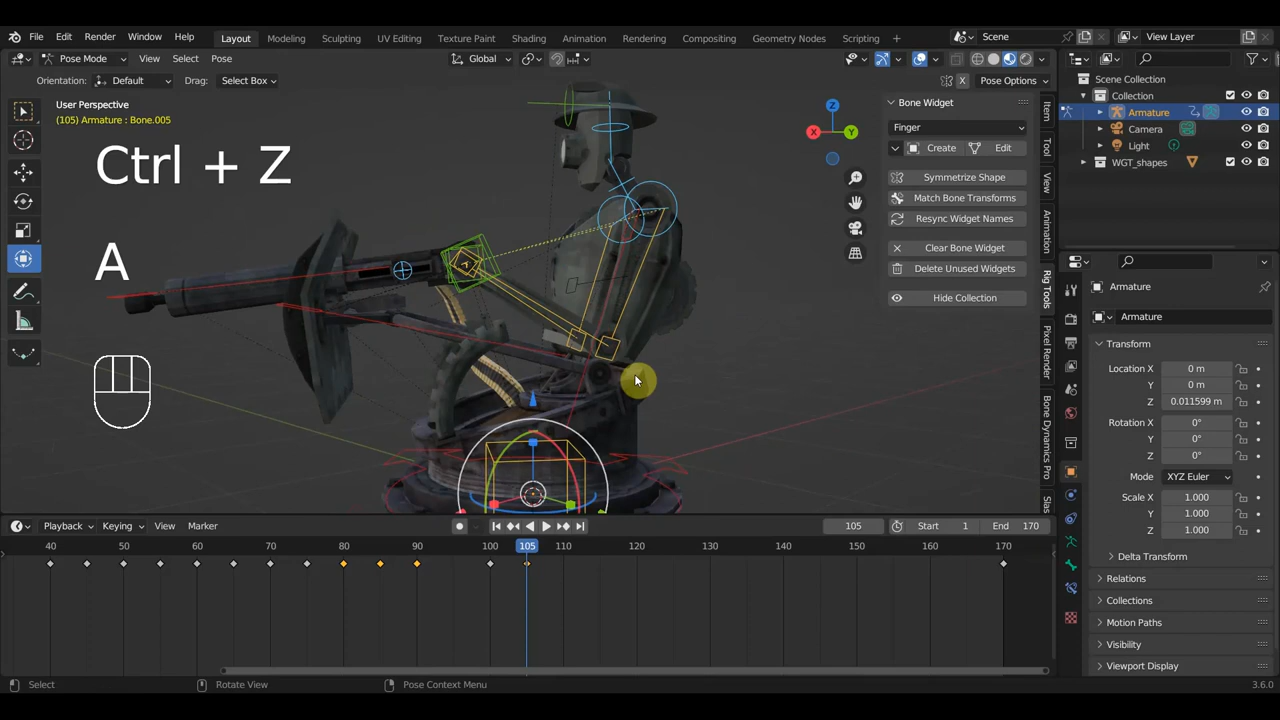 File Edit Render Window Help Layout Modeling Sculpting UV Editing Texture Paint Shading Animation Rendering Compositing Geometry Nodes Scripting + Scene View Layer
Pose Mode View Select Pose Global
Orientation: Default Drag: Select Box X Pose Options
User Perspective
(105) Armature : Bone.005
Ctrl + Z
A
Bone Widget
Finger
Create Edit
Symmetrize Shape
Match Bone Transforms
Resync Widget Names
Clear Bone Widget
Delete Unused Widgets
Hide Collection
Item
Tool
View
Animation
Rig Tools
Pixel Render
Bone Dynamics Pro
X
Y
Z
Scene Collection
Collection
Armature
Camera
Light
WGT_shapes
Armature
Armature
Transform
Location X 0 m
Y 0 m
Z 0.011599 m
Rotation X 0°
Y 0°
Z 0°
Mode XYZ Euler
Scale X 1.000
Y 1.000
Z 1.000
Delta Transform
Relations
Collections
Motion Paths
Visibility
Viewport Display
Playback Keying View Marker 105 Start 1 End 170
40 50 60 70 80 90 100 105 110 120 130 140 150 160 170
Select Rotate View Pose Context Menu 3.6.0